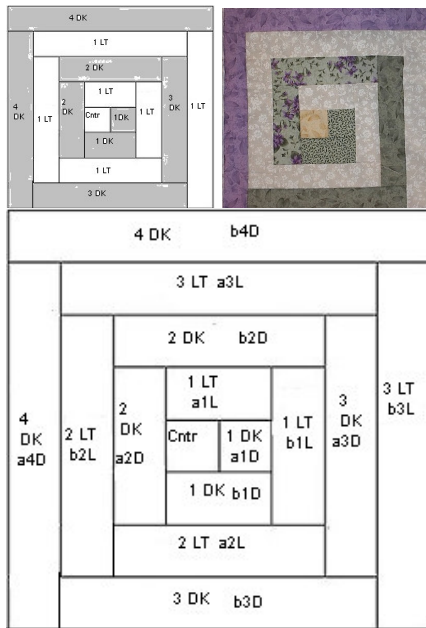 4 DK
1 LT
2 DK
4
DK
1 LT
2
DK
1 LT
Cntr
1DK
1 DK
1 LT
3
DK
1 LT
1 LT
3 DK
4 DK b4D
3 LT a3L
2 DK b2D
4
DK
a4D
2 LT
b2L
2
DK
a2D
1 LT
a1L
Cntr
1 DK
a1D
1 DK b1D
1 LT
b1L
3
DK
a3D
3 LT
b3L
2 LT a2L
3 DK b3D